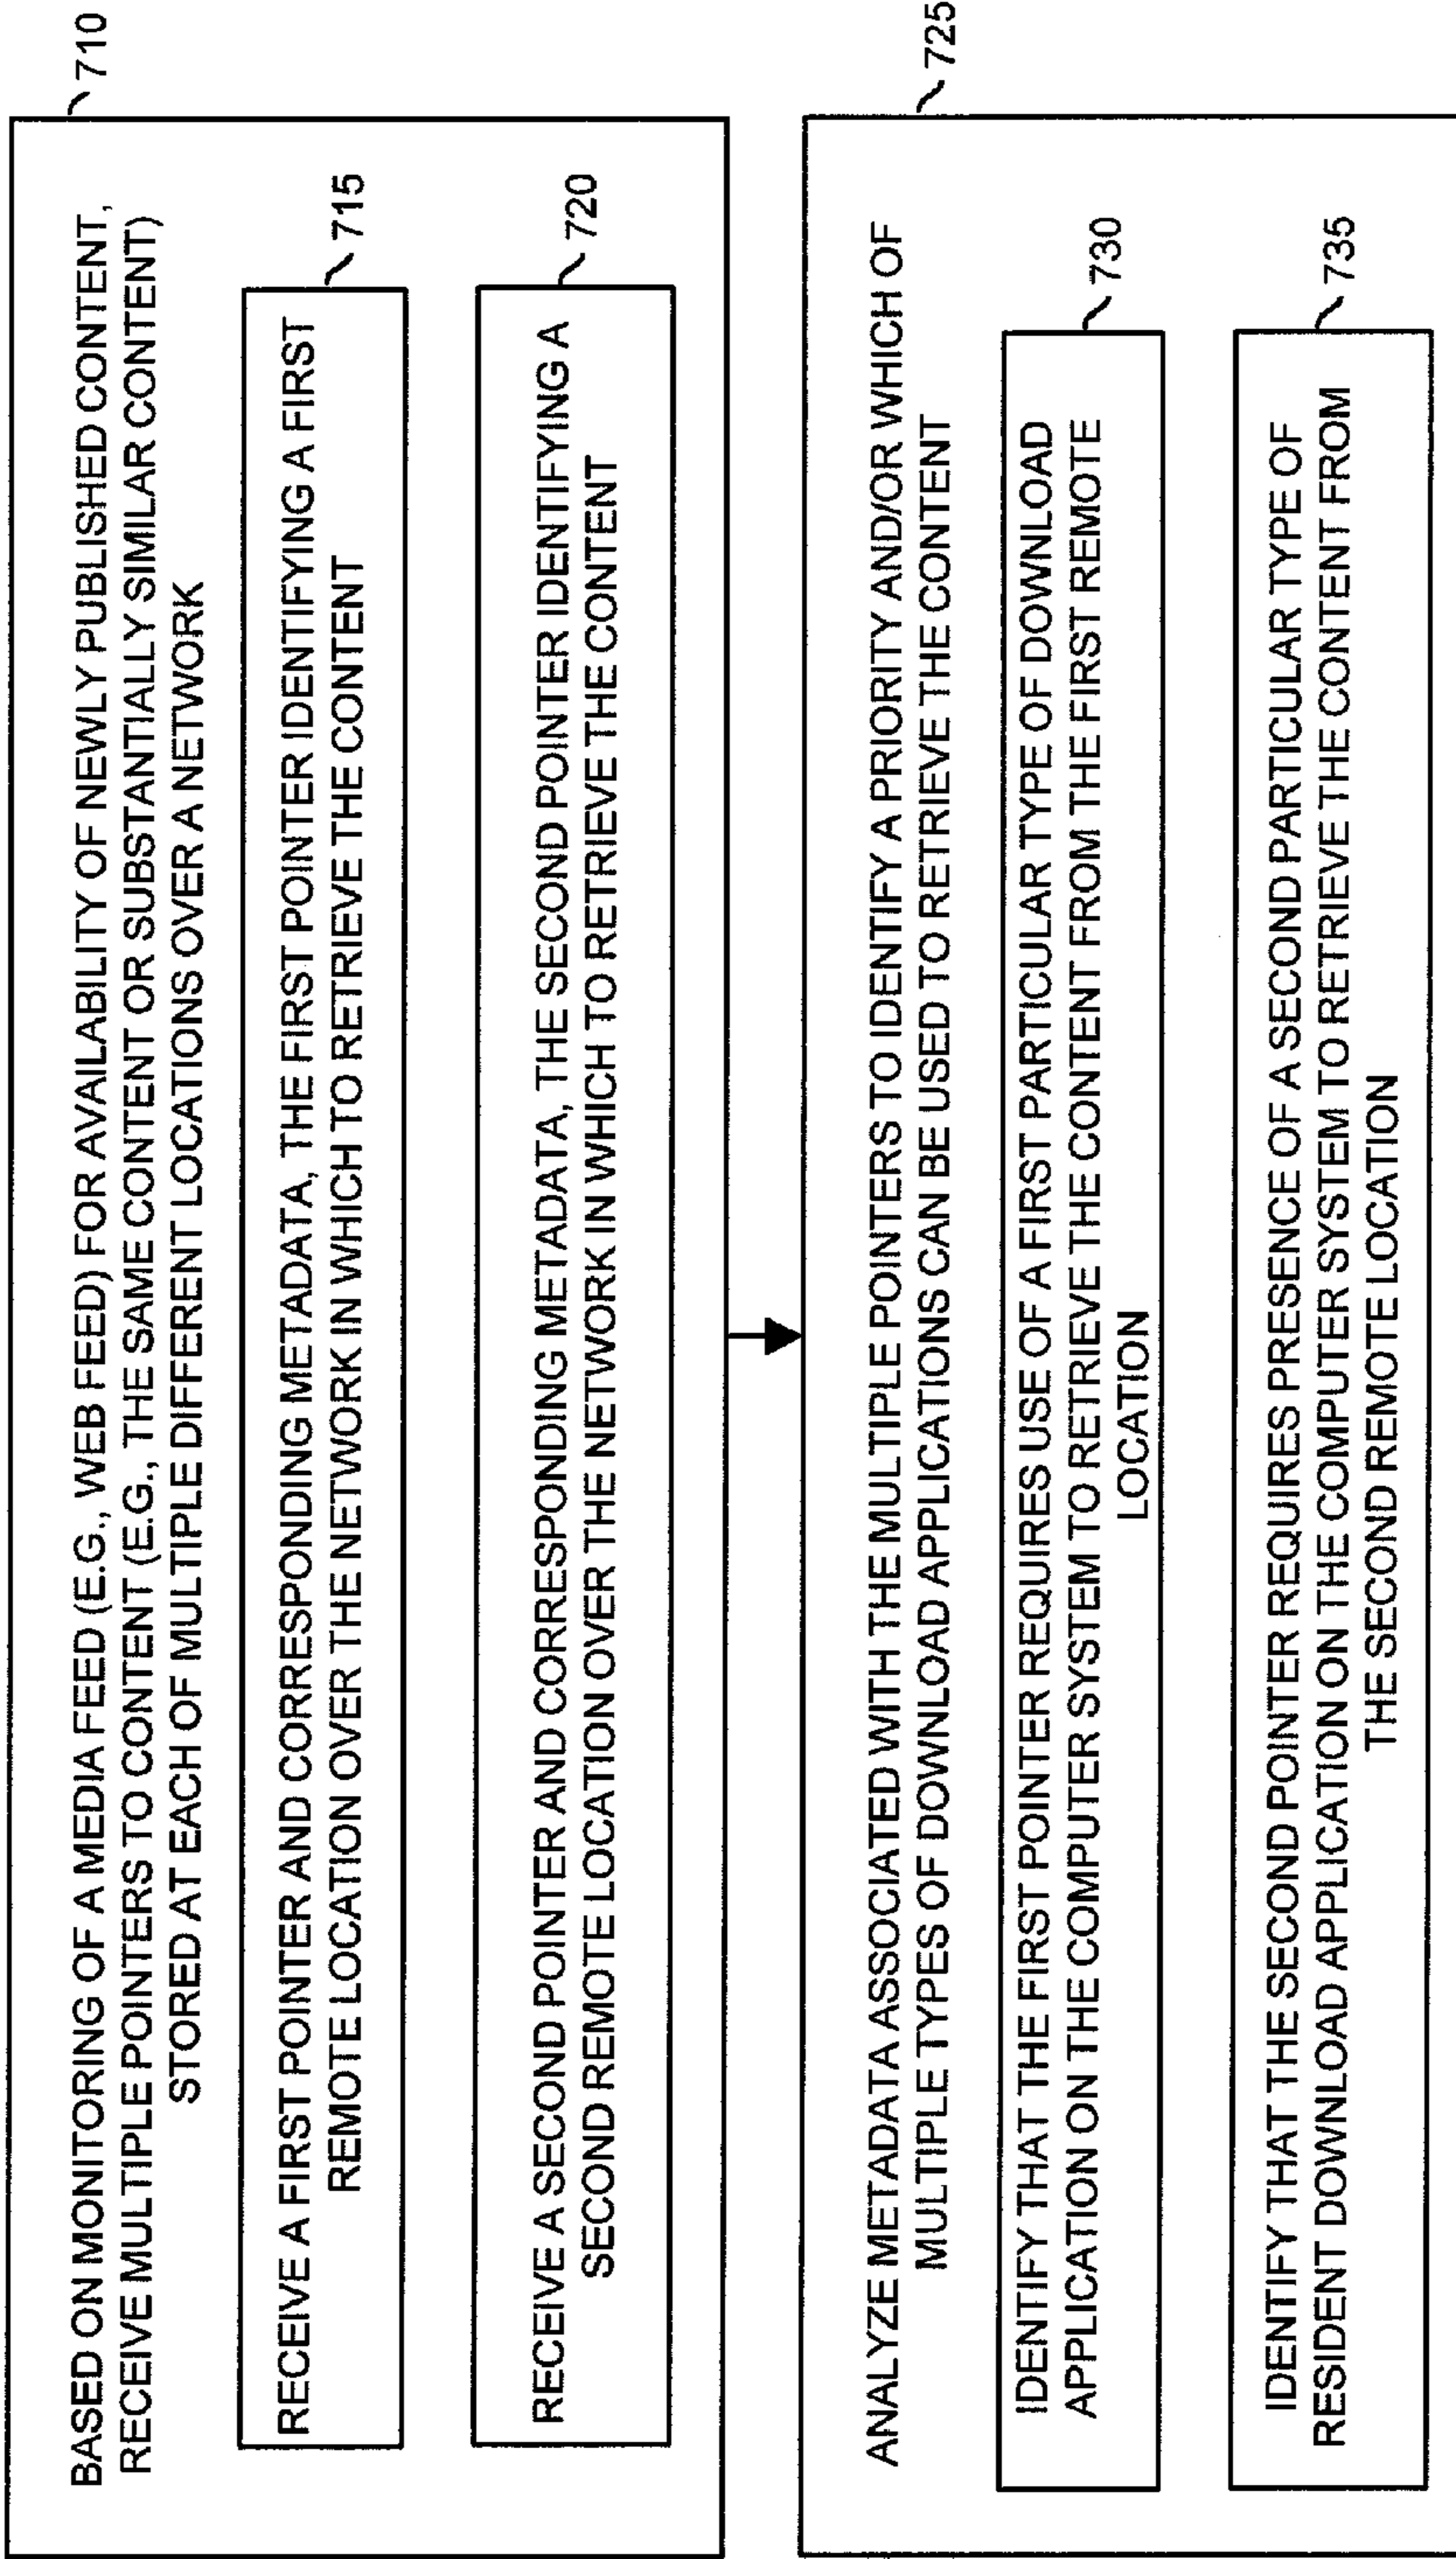 710
BASED ON MONITORING OF A MEDIA FEED (E.G., WEB FEED) FOR AVAILABILITY OF NEWLY PUBLISHED CONTENT,
RECEIVE MULTIPLE POINTERS TO CONTENT (E.G., THE SAME CONTENT OR SUBSTANTIALLY SIMILAR CONTENT)
STORED AT EACH OF MULTIPLE DIFFERENT LOCATIONS OVER A NETWORK
715
RECEIVE A FIRST POINTER AND CORRESPONDING METADATA, THE FIRST POINTER IDENTIFYING A FIRST
REMOTE LOCATION OVER THE NETWORK IN WHICH TO RETRIEVE THE CONTENT
720
RECEIVE A SECOND POINTER AND CORRESPONDING METADATA, THE SECOND POINTER IDENTIFYING A
SECOND REMOTE LOCATION OVER THE NETWORK IN WHICH TO RETRIEVE THE CONTENT
725
ANALYZE METADATA ASSOCIATED WITH THE MULTIPLE POINTERS TO IDENTIFY A PRIORITY AND/OR WHICH OF
MULTIPLE TYPES OF DOWNLOAD APPLICATIONS CAN BE USED TO RETRIEVE THE CONTENT
730
IDENTIFY THAT THE FIRST POINTER REQUIRES USE OF A FIRST PARTICULAR TYPE OF DOWNLOAD
APPLICATION ON THE COMPUTER SYSTEM TO RETRIEVE THE CONTENT FROM THE FIRST REMOTE
LOCATION
735
IDENTIFY THAT THE SECOND POINTER REQUIRES PRESENCE OF A SECOND PARTICULAR TYPE OF
RESIDENT DOWNLOAD APPLICATION ON THE COMPUTER SYSTEM TO RETRIEVE THE CONTENT FROM
THE SECOND REMOTE LOCATION